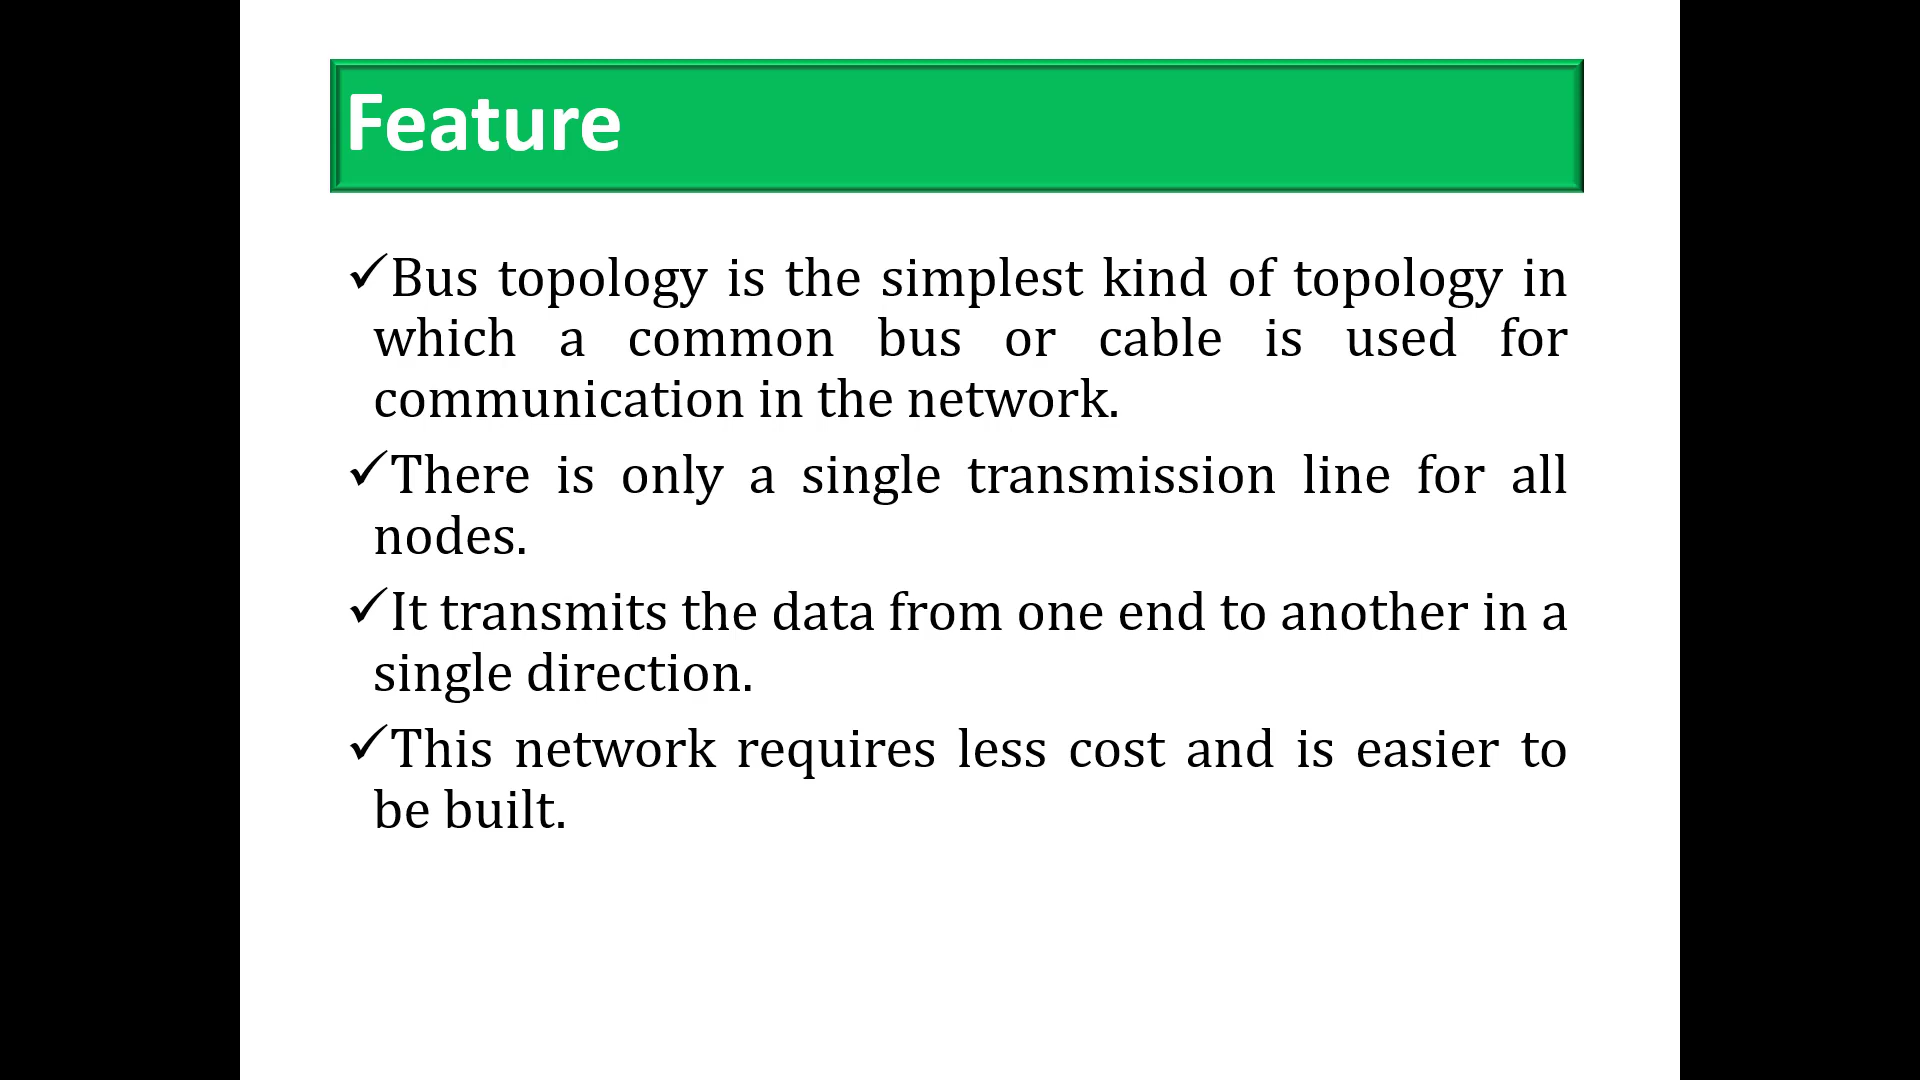 Feature
✓Bus topology is the simplest kind of topology in
which a common bus or cable is used for
communication in the network.
✓There is only a single transmission line for all
nodes.
✓It transmits the data from one end to another in a
single direction.
✓This network requires less cost and is easier to
be built.